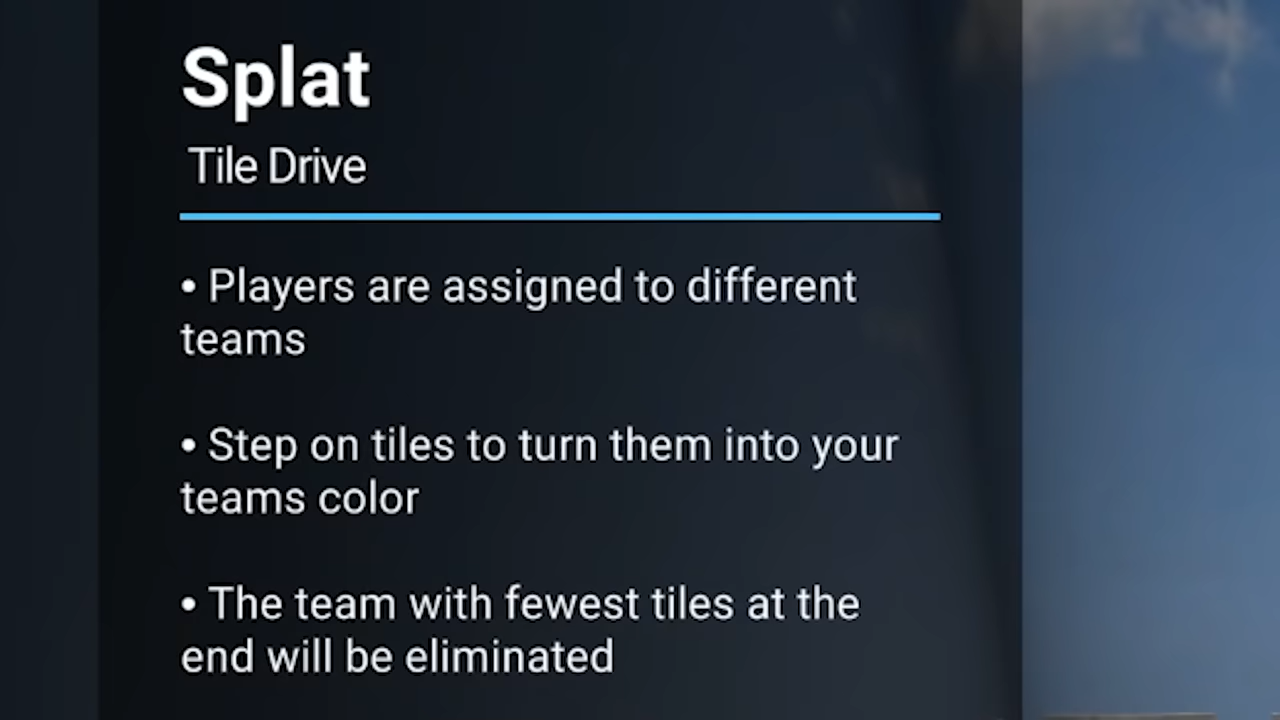 Splat
Tile Drive
• Players are assigned to different
teams
• Step on tiles to turn them into your
teams color
• The team with fewest tiles at the
end will be eliminated